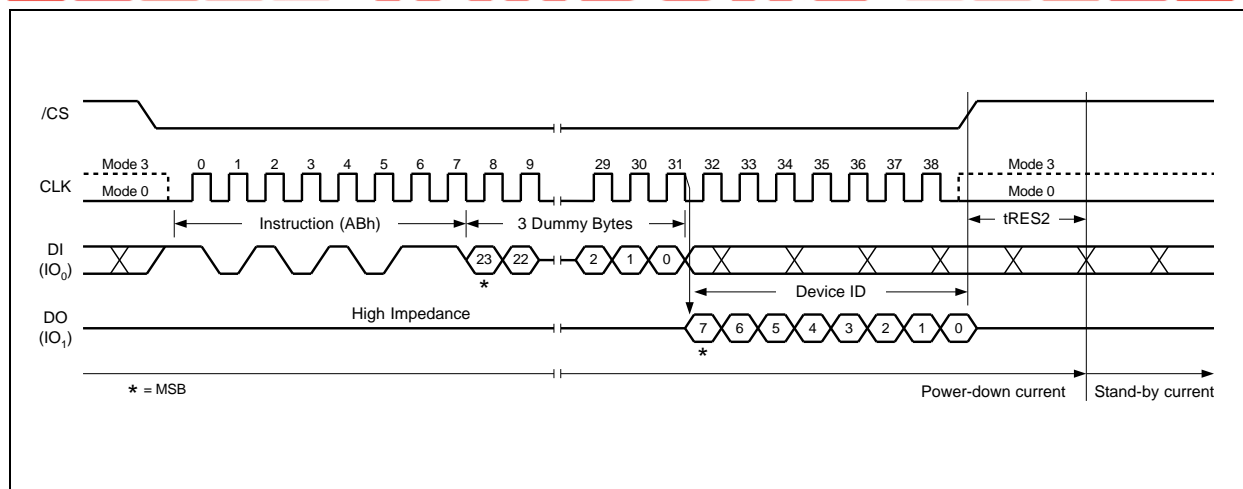 /CS
Mode 3 0 1 2 3 4 5 6 7 8 9 29 30 31 32 33 34 35 36 37 38 Mode 3
CLK Mode 0 Mode 0
Instruction (ABh) 3 Dummy Bytes tRES2
DI
(IO0) 23 22 2 1 0
*
Device ID
High Impedance
DO
(IO1) 7 6 5 4 3 2 1 0
*
* = MSB
Power-down current Stand-by current